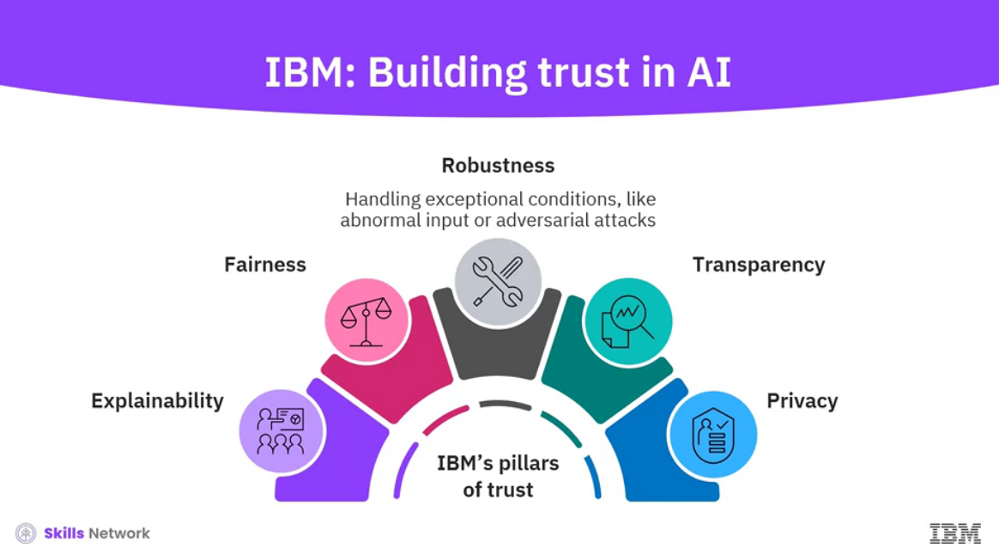 IBM: Building trust in AI
Robustness
Handling exceptional conditions, like
abnormal input or adversarial attacks
Fairness
Transparency
Explainability
Privacy
IBM’s pillars
of trust
Skills Network
IBM